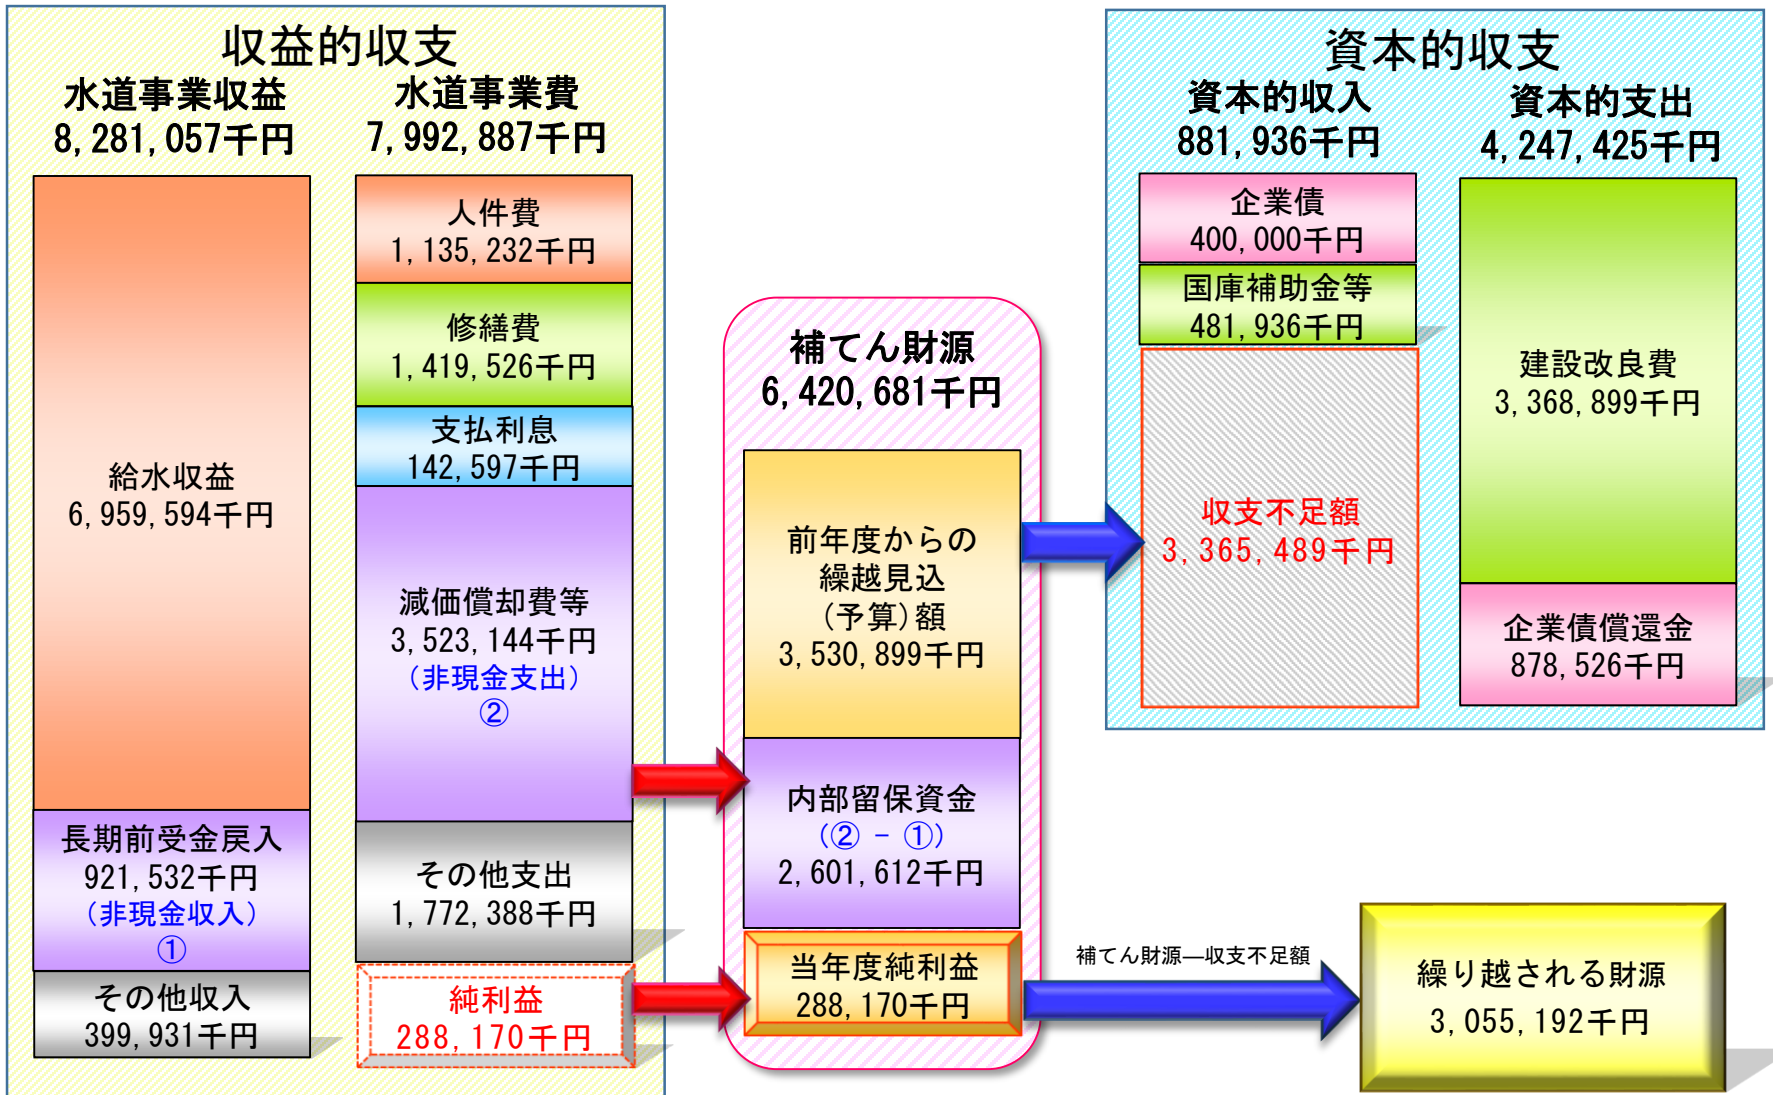 収益的収支
水道事業収益
8,281,057千円
給水収益
6,959,594千円
長期前受金戻入
921,532千円
(非現金収入)
①
その他収入
399,931千円
水道事業費
7,992,887千円
人件費
1,135,232千円
修繕費
1,419,526千円
支払利息
142,597千円
減価償却費等
3,523,144千円
(非現金支出)
②
その他支出
1,772,388千円
純利益
288,170千円
補てん財源
6,420,681千円
前年度からの
繰越見込
(予算)額
3,530,899千円
内部留保資金
(② - ①)
2,601,612千円
当年度純利益
288,170千円
資本的収支
資本的収入
881,936千円
企業債
400,000千円
国庫補助金等
481,936千円
収支不足額
3,365,489千円
資本的支出
4,247,425千円
建設改良費
3,368,899千円
企業債償還金
878,526千円
補てん財源―収支不足額
繰り越される財源
3,055,192千円